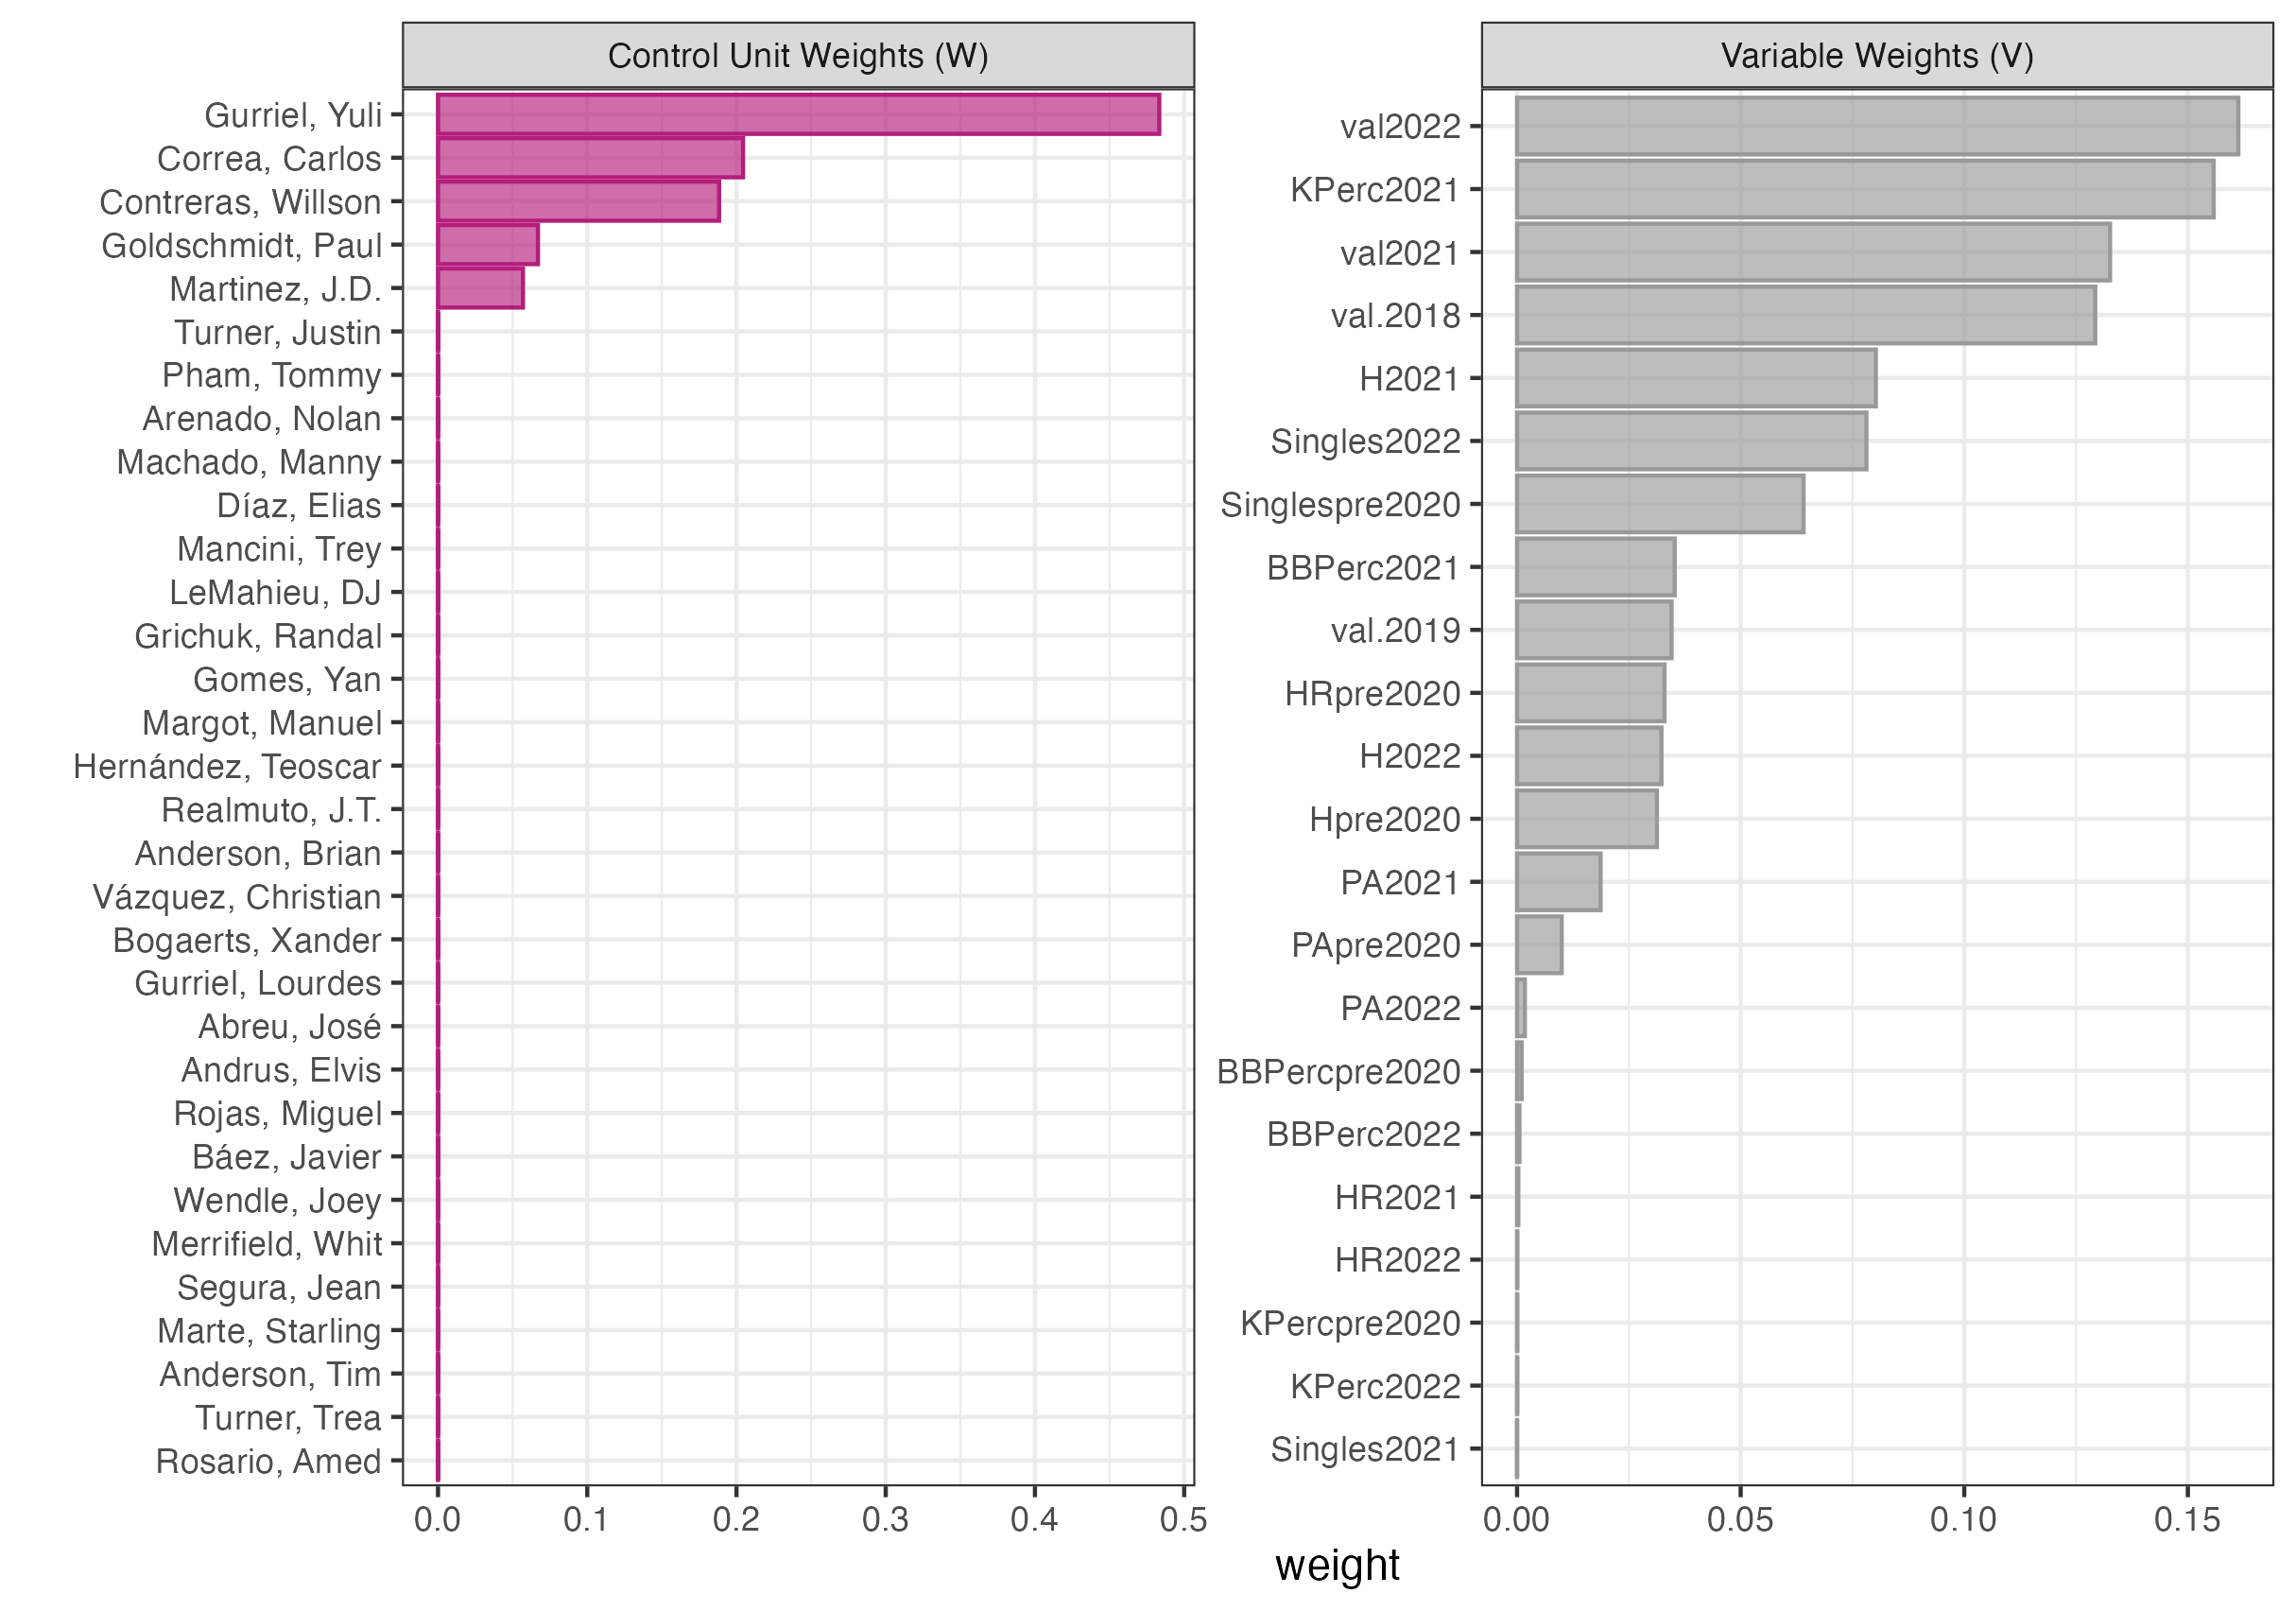 Control Unit Weights (W)
Gurriel, Yuli
Correa, Carlos
Contreras, Willson
Goldschmidt, Paul
Martinez, J.D.
Turner, Justin
Pham, Tommy
Arenado, Nolan
Machado, Manny
Díaz, Elias
Mancini, Trey
LeMahieu, DJ
Grichuk, Randal
Gomes, Yan
Margot, Manuel
Hernández, Teoscar
Realmuto, J.T.
Anderson, Brian
Vázquez, Christian
Bogaerts, Xander
Gurriel, Lourdes
Abreu, José
Andrus, Elvis
Rojas, Miguel
Báez, Javier
Wendle, Joey
Merrifield, Whit
Segura, Jean
Marte, Starling
Anderson, Tim
Turner, Trea
Rosario, Amed
0.0 0.1 0.2 0.3 0.4 0.5
Variable Weights (V)
val2022
KPerc2021
val2021
val.2018
H2021
Singles2022
Singlespre2020
BBPerc2021
val.2019
HRpre2020
H2022
Hpre2020
PA2021
PApre2020
PA2022
BBPercpre2020
BBPerc2022
HR2021
HR2022
KPercpre2020
KPerc2022
Singles2021
0.00 0.05 0.10 0.15
weight